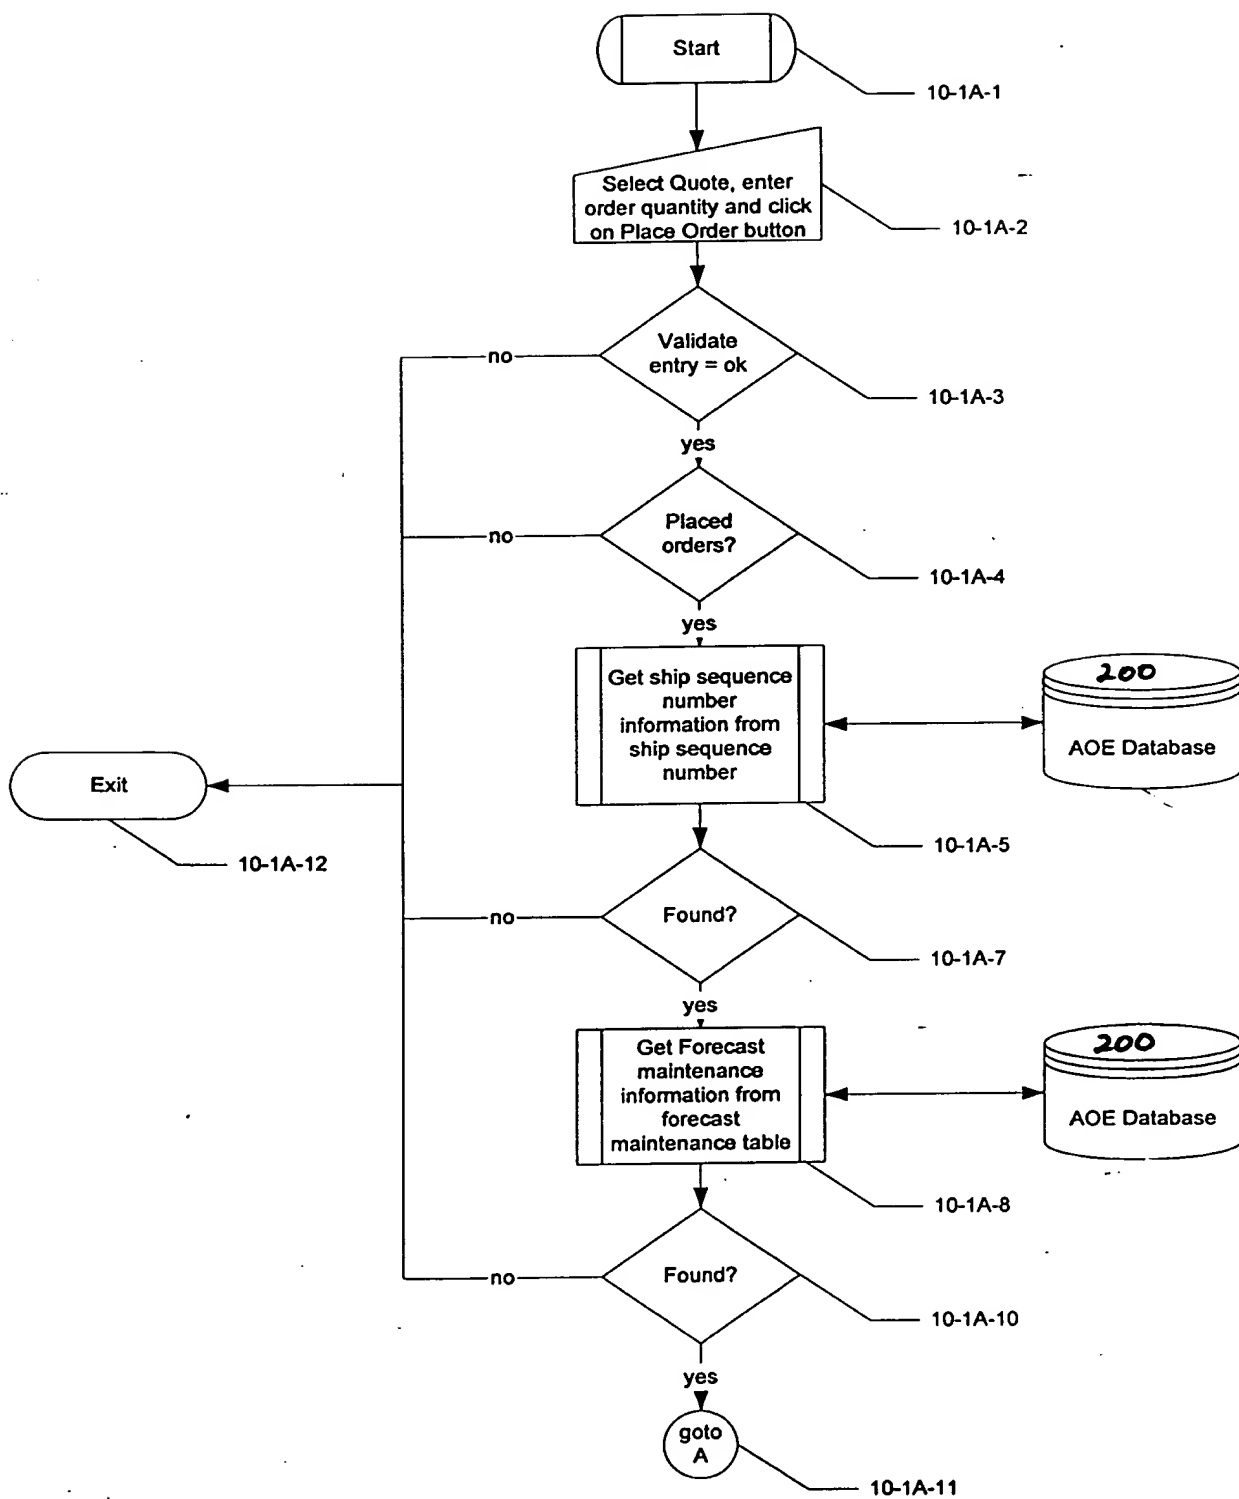 Start
10-1A-1
Select Quote, enter
order quantity and click
on Place Order button
10-1A-2
Validate
entry = ok
no
10-1A-3
yes
Placed
orders?
no
10-1A-4
yes
Get ship sequence
number
information from
ship sequence
number
200
AOE Database
10-1A-5
Exit
10-1A-12
Found?
no
10-1A-7
yes
Get Forecast
maintenance
information from
forecast
maintenance table
200
AOE Database
10-1A-8
Found?
no
10-1A-10
yes
goto
A
10-1A-11